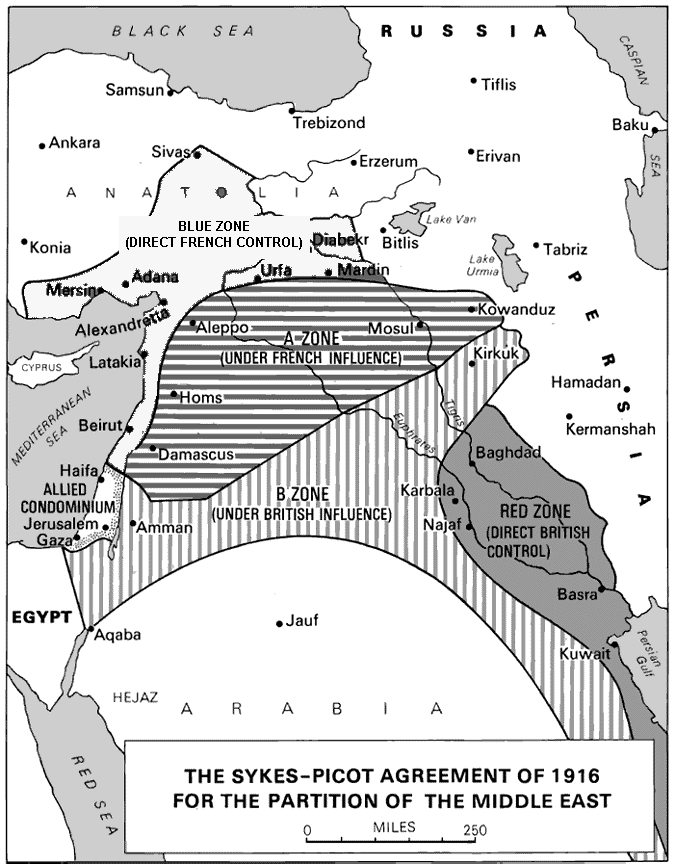 BLACK SEA
RUSSIA
CASPIAN
SEA
Samsun
Trebizond
Tiflis
Baku
Ankara
Sivas
Erzerum
Erivan
ANATOLIA
BLUE ZONE
(DIRECT FRENCH CONTROL)
Diabekr
Bitlis
Lake Van
Konia
Lake
Urmia
Tabriz
Mersin
Adana
Urfa
Mardin
PERSIA
Alexandretta
Aleppo
Mosul
Kowanduz
A ZONE
(UNDER FRENCH INFLUENCE)
Kirkuk
CYPRUS
Latakia
Homs
Hamadan
Kermanshah
MEDITERRANEAN
SEA
Beirut
Damascus
Euphrates
Tigris
Baghdad
Haifa
ALLIED
CONDOMINIUM
Jerusalem
Gaza
Amman
B ZONE
(UNDER BRITISH INFLUENCE)
Karbala
Najaf
RED ZONE
(DIRECT BRITISH
CONTROL)
Basra
EGYPT
Aqaba
Jauf
Kuwait
Persian
Gulf
HEJAZ
ARABIA
RED SEA
THE SYKES-PICOT AGREEMENT OF 1916
FOR THE PARTITION OF THE MIDDLE EAST
0 MILES 250